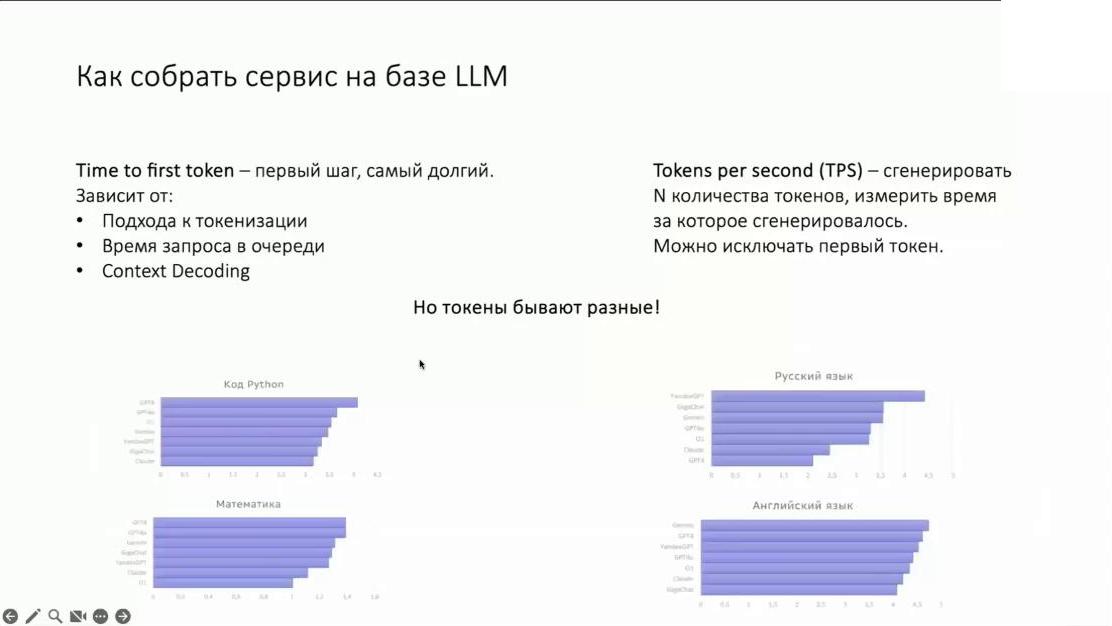 Как собрать сервис на базе LLM
Time to first token – первый шаг, самый долгий.
Зависит от:
• Подхода к токенизации
• Время запроса в очереди
• Context Decoding
Tokens per second (TPS) – сгенерировать
N количества токенов, измерить время
за которое сгенерировалось.
Можно исключать первый токен.
Но токены бывают разные!
Код Python
GPT4
GPT4o
O1
Gemini
YandexGPT
GigaChat
Claude
0 0,5 1 1,5 2 2,5 3 3,5 4 4,5
Русский язык
YandexGPT
GigaChat
Gemini
GPT4o
O1
Claude
GPT4
0 0,5 1 1,5 2 2,5 3 3,5 4 4,5 5
Математика
GPT4
GPT4o
Gemini
GigaChat
YandexGPT
Claude
O1
0 0,2 0,4 0,6 0,8 1 1,2 1,4 1,6
Английский язык
Gemini
GPT4
YandexGPT
GPT4o
O1
Claude
GigaChat
0 0,5 1 1,5 2 2,5 3 3,5 4 4,5 5